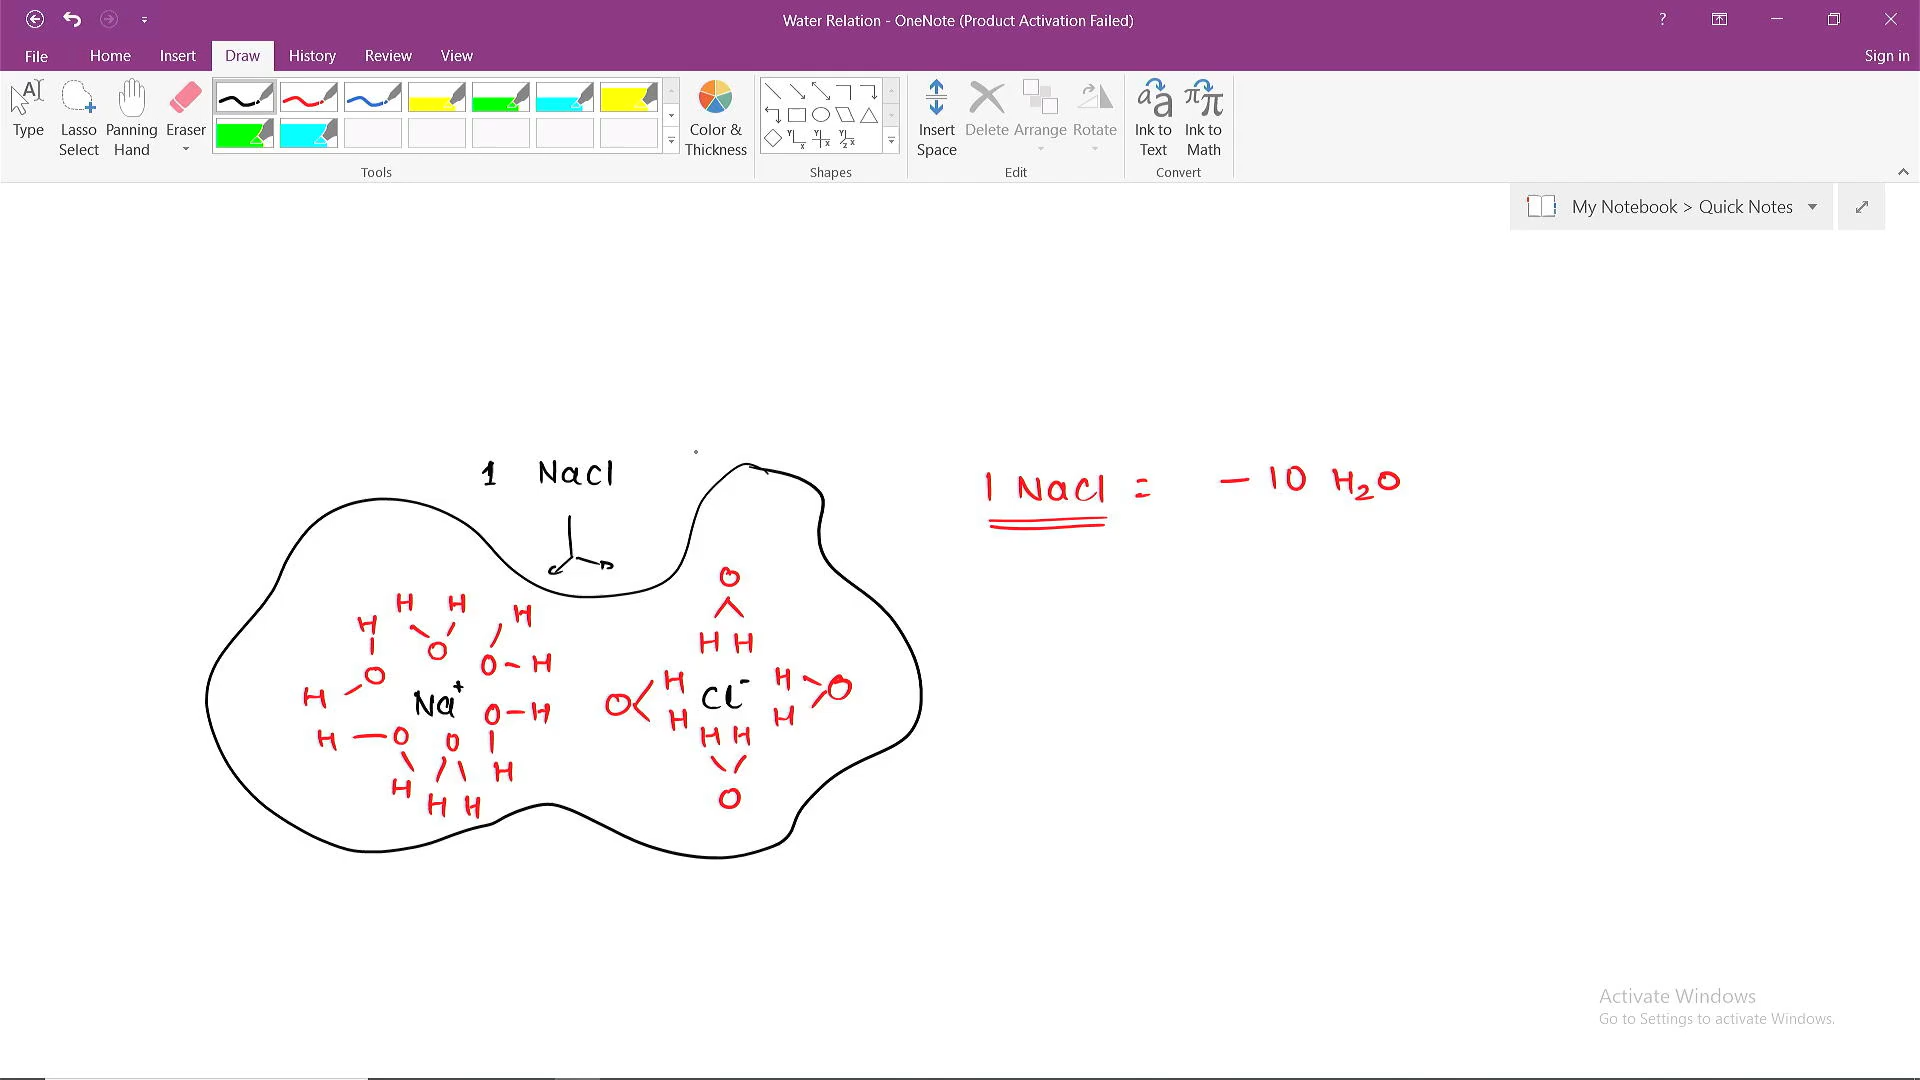 Water Relation - OneNote (Product Activation Failed)
?
File Home Insert Draw History Review View
Sign in
Type
Lasso Select
Panning Hand
Eraser
Color & Thickness
Insert Space
Delete
Arrange
Rotate
Ink to Text
Ink to Math
Tools
Shapes
Edit
Convert
My Notebook > Quick Notes
1 NaCl
1 NaCl = - 10 H₂O
O
H H
H H H
H O
O O - H
H
Na⁺
O - H
H - O O
H H H H
O H
H
Cl⁻
H O
H
H H
O
Activate Windows
Go to Settings to activate Windows.